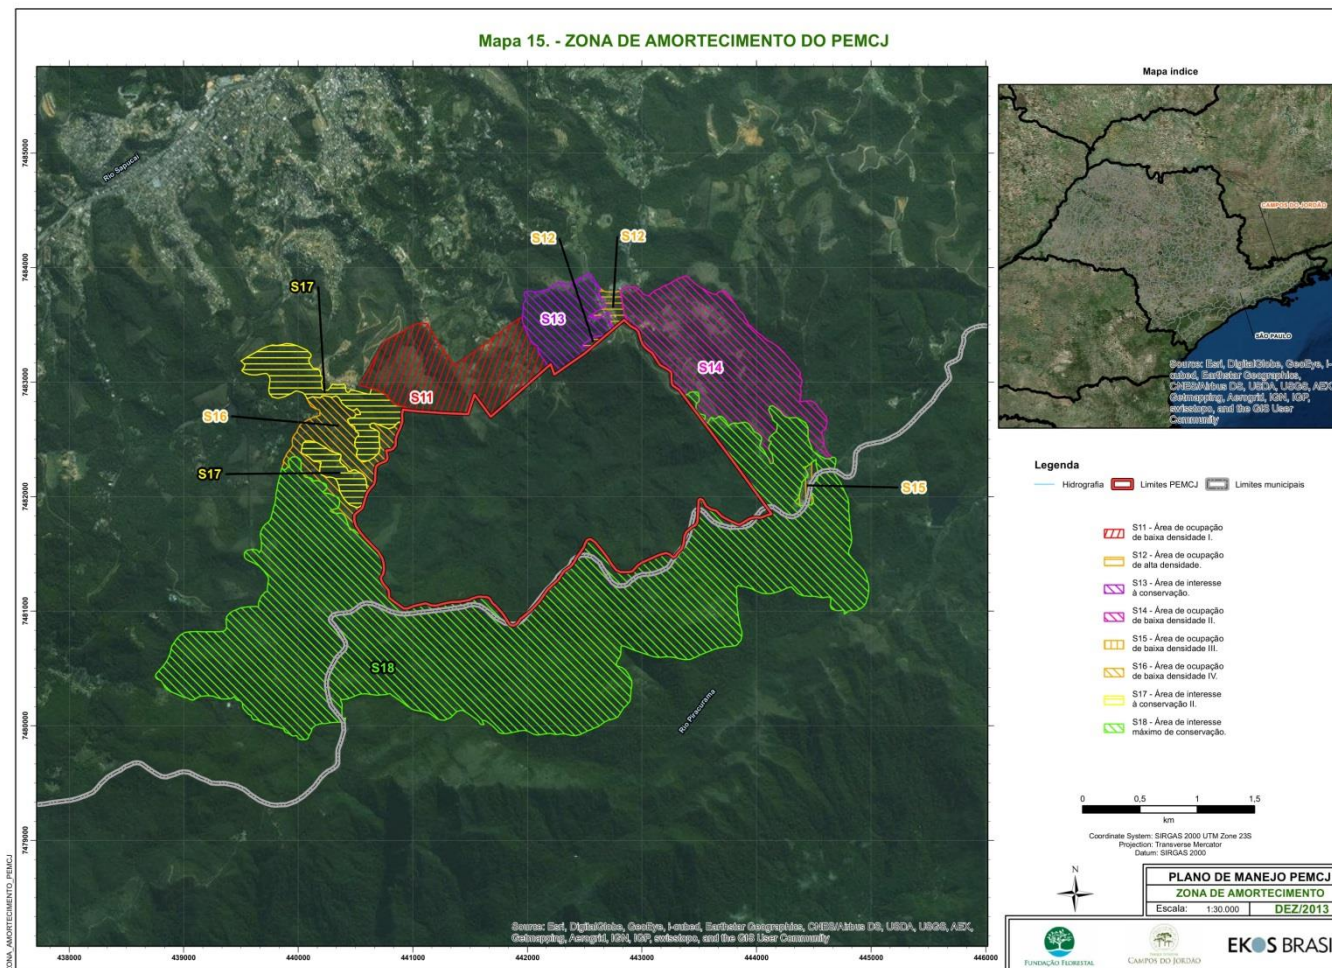 Mapa 15. - ZONA DE AMORTECIMENTO DO PEMCJ
Rio Sapucaí
S12
S12
S17
S13
S14
S11
S16
S17
S15
S18
Rio Piracuama
7485000
7484000
7483000
7482000
7481000
7480000
7479000
438000
439000
440000
441000
442000
443000
444000
445000
446000
Source: Esri, DigitalGlobe, GeoEye, i-cubed, Earthstar Geographics, CNES/Airbus DS, USDA, USGS, AEX,
Getmapping, Aerogrid, IGN, IGP, swisstopo, and the GIS User Community
ZONA_AMORTECIMENTO_PEMCJ
Mapa índice
CAMPOS DO JORDÃO
SÃO PAULO
Source: Esri, DigitalGlobe, GeoEye, i-
cubed, Earthstar Geographics,
CNES/Airbus DS, USDA, USGS, AEX,
Getmapping, Aerogrid, IGN, IGP,
swisstopo, and the GIS User
Community
Legenda
Hidrografia Limites PEMCJ Limites municipais
S11 - Área de ocupação
de baixa densidade I.
S12 - Área de ocupação
de alta densidade.
S13 - Área de interesse
à conservação.
S14 - Área de ocupação
de baixa densidade II.
S15 - Área de ocupação
de baixa densidade III.
S16 - Área de ocupação
de baixa densidade IV.
S17 - Área de interesse
à conservação II.
S18 - Área de interesse
máximo de conservação.
0 0,5 1 1,5
km
Coordinate System: SIRGAS 2000 UTM Zone 23S
Projection: Transverse Mercator
Datum: SIRGAS 2000
N
PLANO DE MANEJO PEMCJ
ZONA DE AMORTECIMENTO
Escala: 1:30.000 DEZ/2013
FUNDAÇÃO FLORESTAL
CAMPOS DO JORDÃO
EKOS BRASI